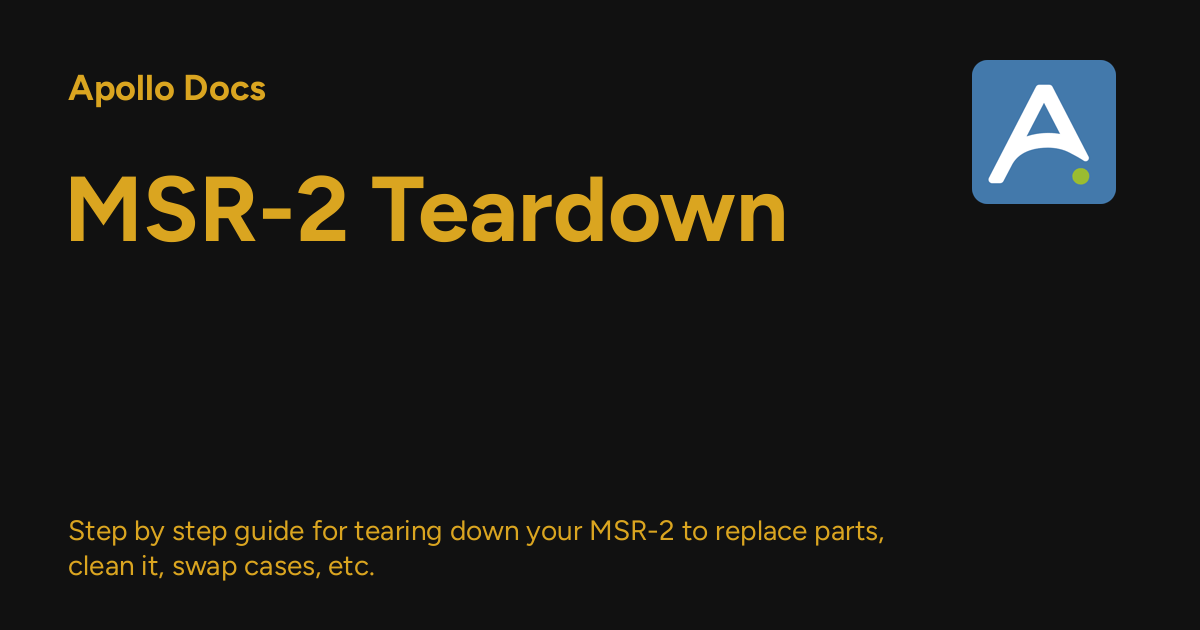 Apollo Docs
MSR-2 Teardown
Step by step guide for tearing down your MSR-2 to replace parts,
clean it, swap cases, etc.